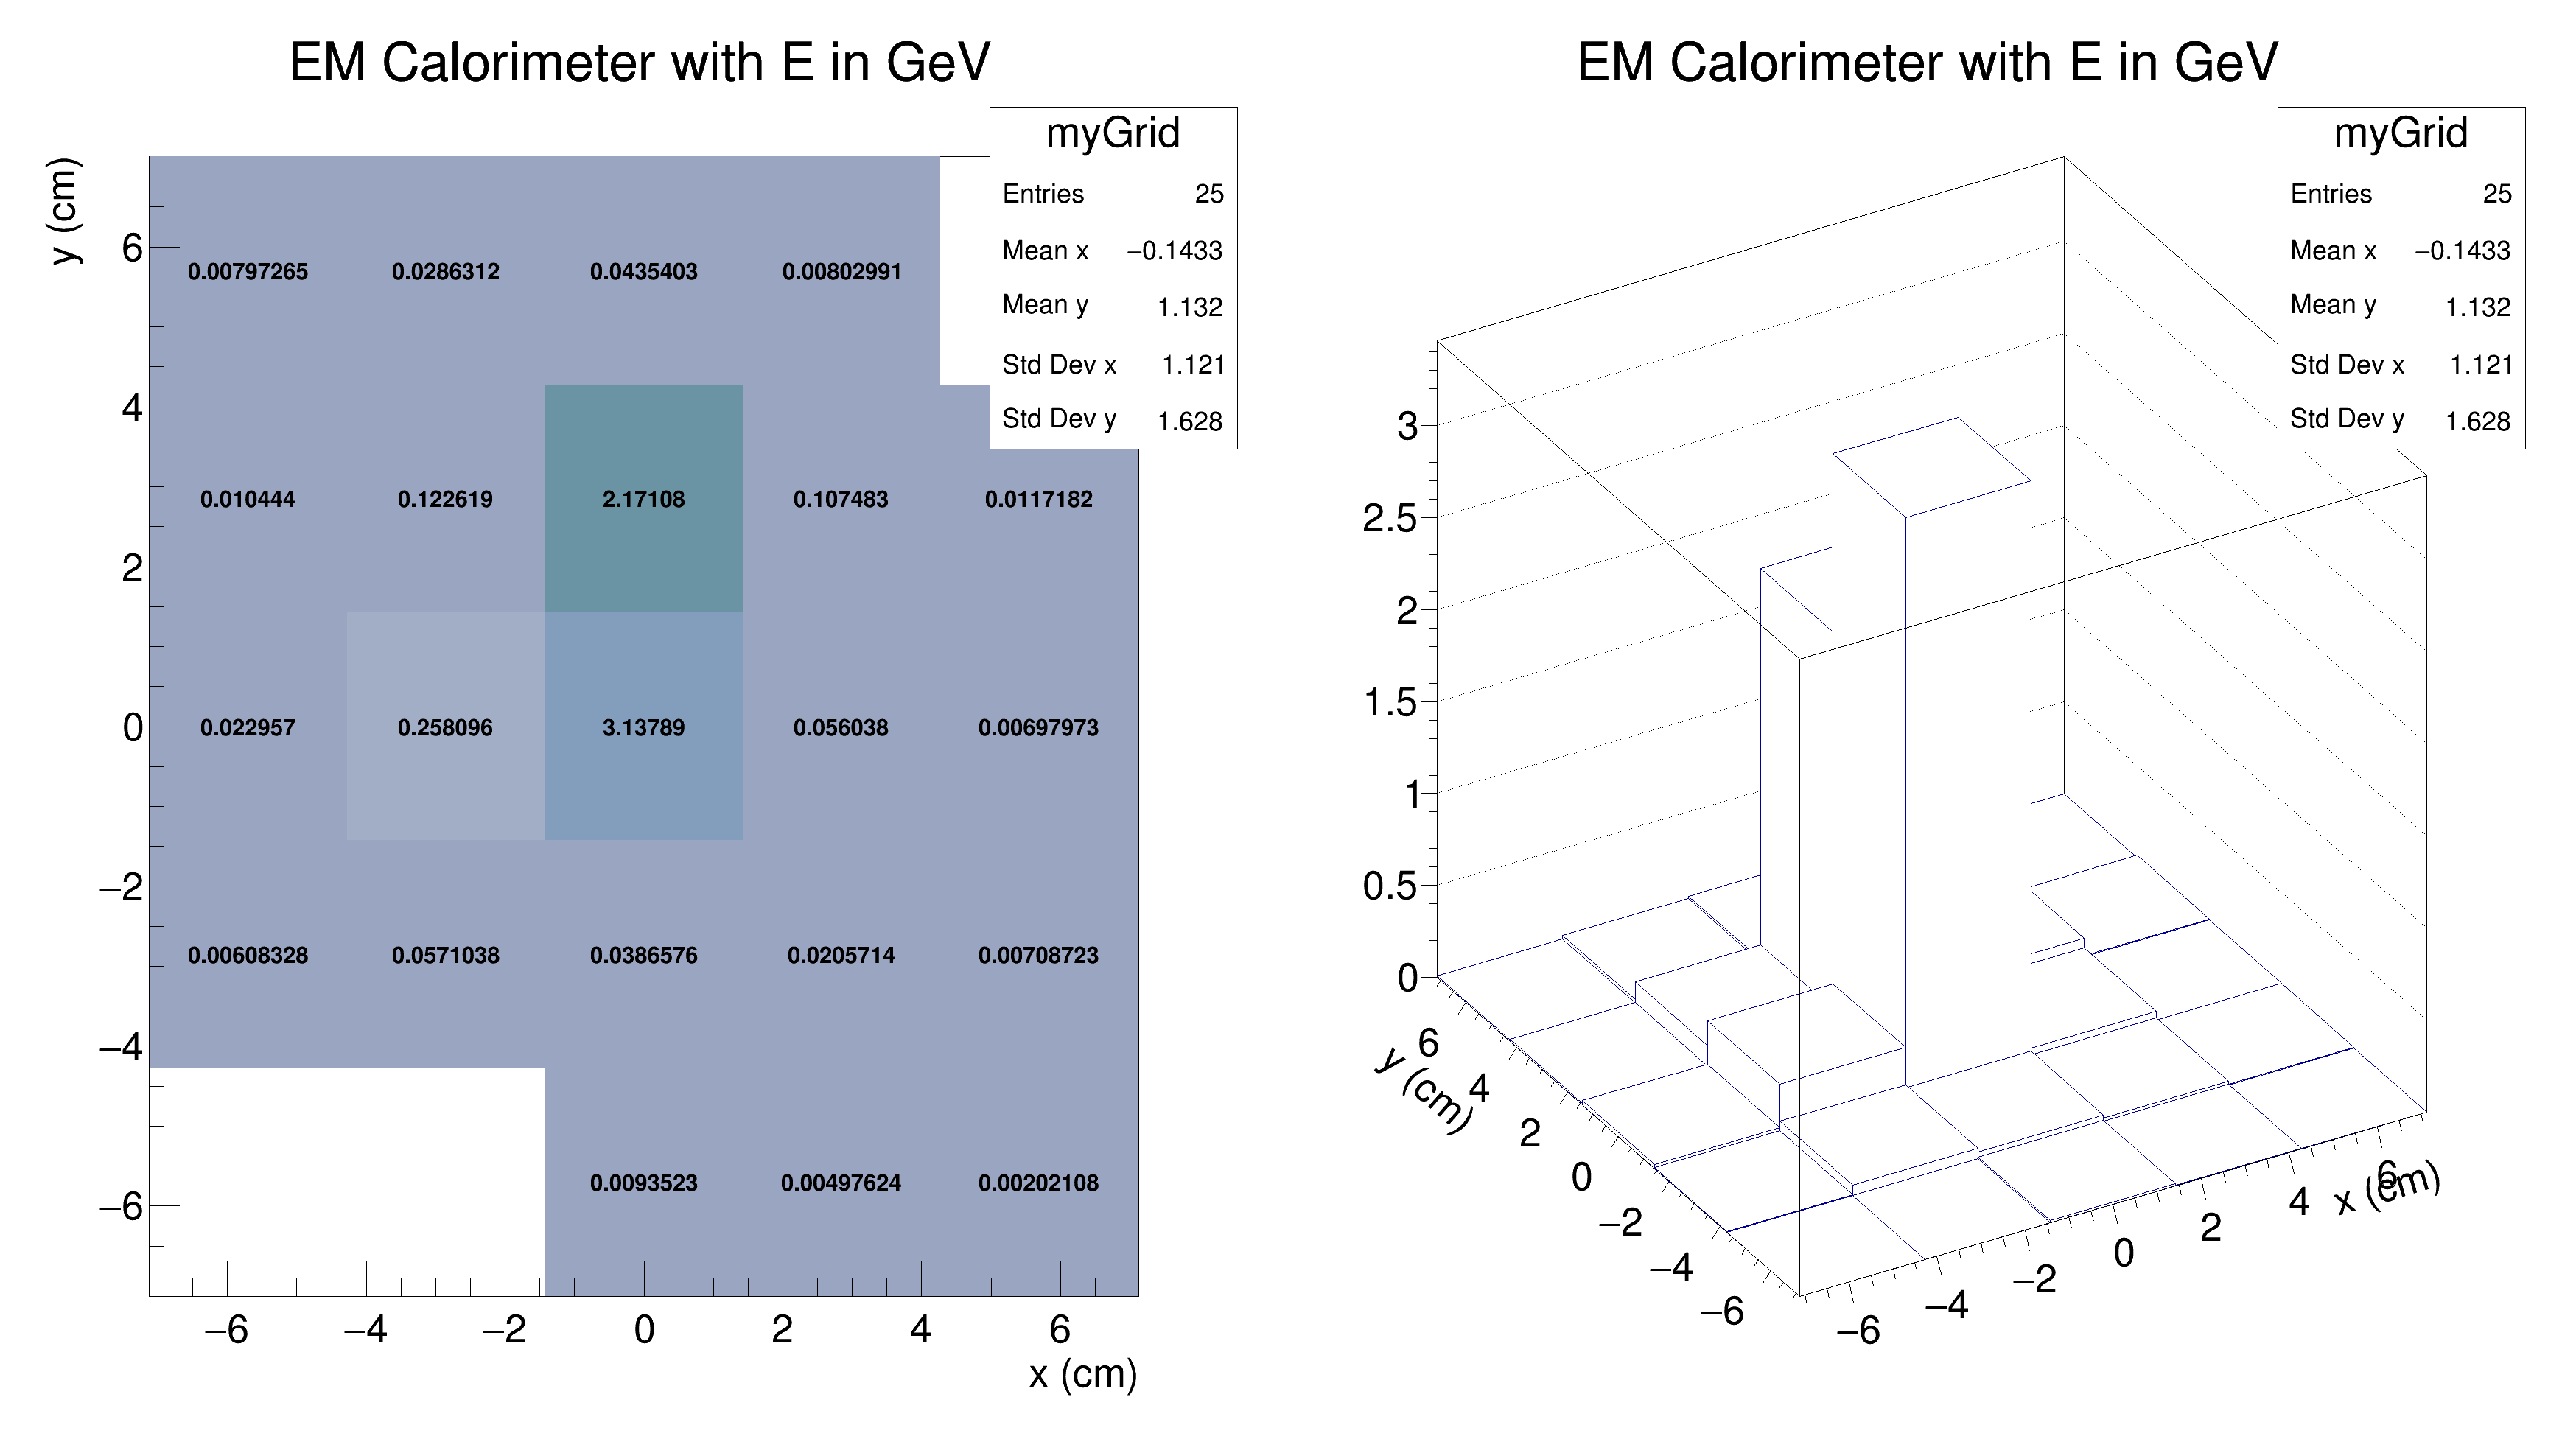 EM Calorimeter with E in GeV
myGrid
Entries 25
Mean x −0.1433
Mean y 1.132
Std Dev x 1.121
Std Dev y 1.628
y (cm)
6
4
2
0
−2
−4
−6
0.00797265 0.0286312 0.0435403 0.00802991
0.010444 0.122619 2.17108 0.107483 0.0117182
0.022957 0.258096 3.13789 0.056038 0.00697973
0.00608328 0.0571038 0.0386576 0.0205714 0.00708723
0.0093523 0.00497624 0.00202108
−6 −4 −2 0 2 4 6
x (cm)
EM Calorimeter with E in GeV
myGrid
Entries 25
Mean x −0.1433
Mean y 1.132
Std Dev x 1.121
Std Dev y 1.628
3
2.5
2
1.5
1
0.5
0
6
4
2
0
−2
−4
−6
y (cm)
−6 −4 −2 0 2 4 6
x (cm)